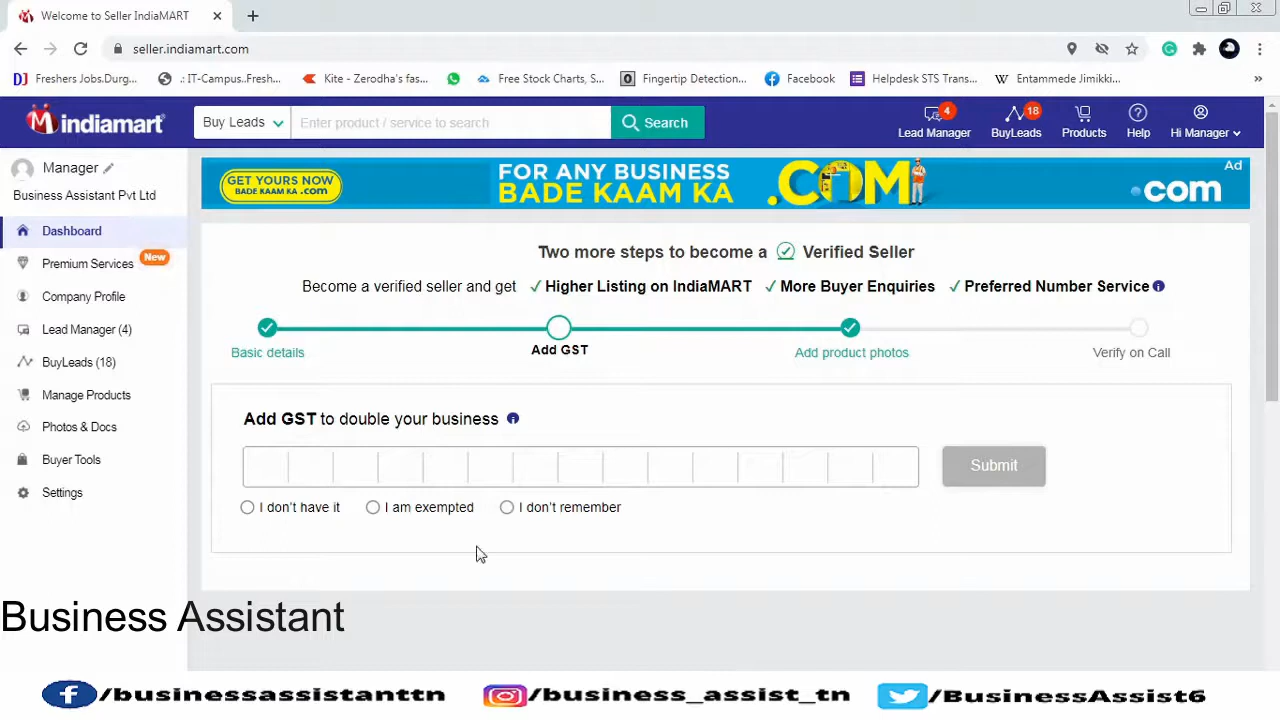 Welcome to Seller IndiaMART
seller.indiamart.com
Freshers Jobs.Durg...
.: IT-Campus..Fresh...
Kite - Zerodha's fas...
Free Stock Charts, S...
Fingertip Detection...
Facebook
Helpdesk STS Trans...
Entammede Jimikki...
indiamart
Buy Leads
Enter product / service to search
Search
4
Lead Manager
18
BuyLeads
Products
Help
Hi Manager
Manager
Business Assistant Pvt Ltd
Dashboard
Premium Services
New
Company Profile
Lead Manager (4)
BuyLeads (18)
Manage Products
Photos & Docs
Buyer Tools
Settings
GET YOURS NOW
BADE KAAM KA .com
FOR ANY BUSINESS
BADE KAAM KA
.COM
Ad
.com
Two more steps to become a Verified Seller
Become a verified seller and get ✓ Higher Listing on IndiaMART ✓ More Buyer Enquiries ✓ Preferred Number Service
Basic details
Add GST
Add product photos
Verify on Call
Add GST to double your business
Submit
I don't have it
I am exempted
I don't remember
Business Assistant
/businessassistanttn
/business_assist_tn
/BusinessAssist6